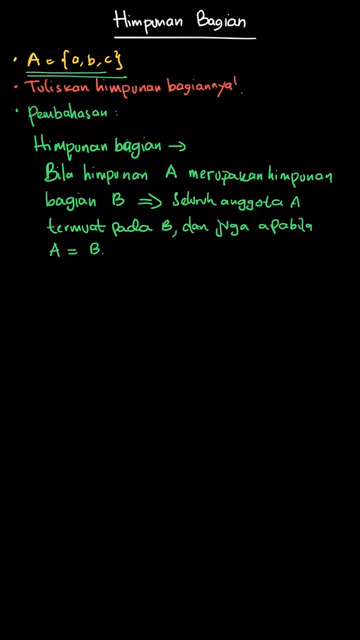 Himpunan Bagian
• A = {a, b, c}
• Tuliskan himpunan bagiannya!
• Pembahasan :
Himpunan bagian →
Bila himpunan A merupakan himpunan
bagian B ⇒ Seluruh anggota A
termuat pada B, dan juga apabila
A = B.